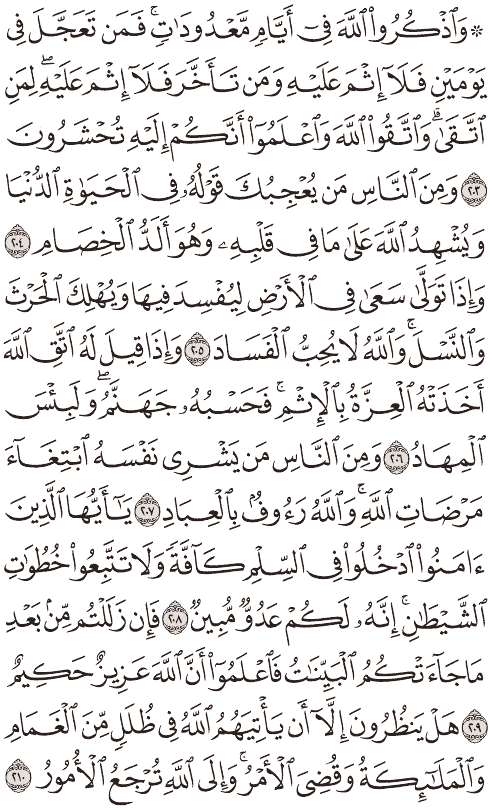 ۞ وَٱذْكُرُوا۟ ٱللَّهَ فِىٓ أَيَّامٍ مَّعْدُودَٰتٍ ۚ فَمَن تَعَجَّلَ فِى
يَوْمَيْنِ فَلَآ إِثْمَ عَلَيْهِ وَمَن تَأَخَّرَ فَلَآ إِثْمَ عَلَيْهِ ۖ لِمَنِ
ٱتَّقَىٰ ۗ وَٱتَّقُوا۟ ٱللَّهَ وَٱعْلَمُوٓا۟ أَنَّكُمْ إِلَيْهِ تُحْشَرُونَ
٢٠٣ وَمِنَ ٱلنَّاسِ مَن يُعْجِبُكَ قَوْلُهُۥ فِى ٱلْحَيَوٰةِ ٱلدُّنْيَا
وَيُشْهِدُ ٱللَّهَ عَلَىٰ مَا فِى قَلْبِهِۦ وَهُوَ أَلَدُّ ٱلْخِصَامِ ٢٠٤
وَإِذَا تَوَلَّىٰ سَعَىٰ فِى ٱلْأَرْضِ لِيُفْسِدَ فِيهَا وَيُهْلِكَ ٱلْحَرْثَ
وَٱلنَّسْلَ ۗ وَٱللَّهُ لَا يُحِبُّ ٱلْفَسَادَ ٢٠٥ وَإِذَا قِيلَ لَهُ ٱتَّقِ ٱللَّهَ
أَخَذَتْهُ ٱلْعِزَّةُ بِٱلْإِثْمِ ۚ فَحَسْبُهُۥ جَهَنَّمُ ۚ وَلَبِئْسَ
ٱلْمِهَادُ ٢٠٦ وَمِنَ ٱلنَّاسِ مَن يَشْرِى نَفْسَهُ ٱبْتِغَآءَ
مَرْضَاتِ ٱللَّهِ ۗ وَٱللَّهُ رَءُوفٌۢ بِٱلْعِبَادِ ٢٠٧ يَٰٓأَيُّهَا ٱلَّذِينَ
ءَامَنُوا۟ ٱدْخُلُوا۟ فِى ٱلسِّلْمِ كَآفَّةً وَلَا تَتَّبِعُوا۟ خُطُوَٰتِ
ٱلشَّيْطَٰنِ ۚ إِنَّهُۥ لَكُمْ عَدُوٌّ مُّبِينٌ ٢٠٨ فَإِن زَلَلْتُم مِّنۢ بَعْدِ
مَا جَآءَتْكُمُ ٱلْبَيِّنَٰتُ فَٱعْلَمُوٓا۟ أَنَّ ٱللَّهَ عَزِيزٌ حَكِيمٌ
٢٠٩ هَلْ يَنظُرُونَ إِلَّآ أَن يَأْتِيَهُمُ ٱللَّهُ فِى ظُلَلٍ مِّنَ ٱلْغَمَامِ
وَٱلْمَلَٰٓئِكَةُ وَقُضِىَ ٱلْأَمْرُ ۚ وَإِلَى ٱللَّهِ تُرْجَعُ ٱلْأُمُورُ ٢١٠